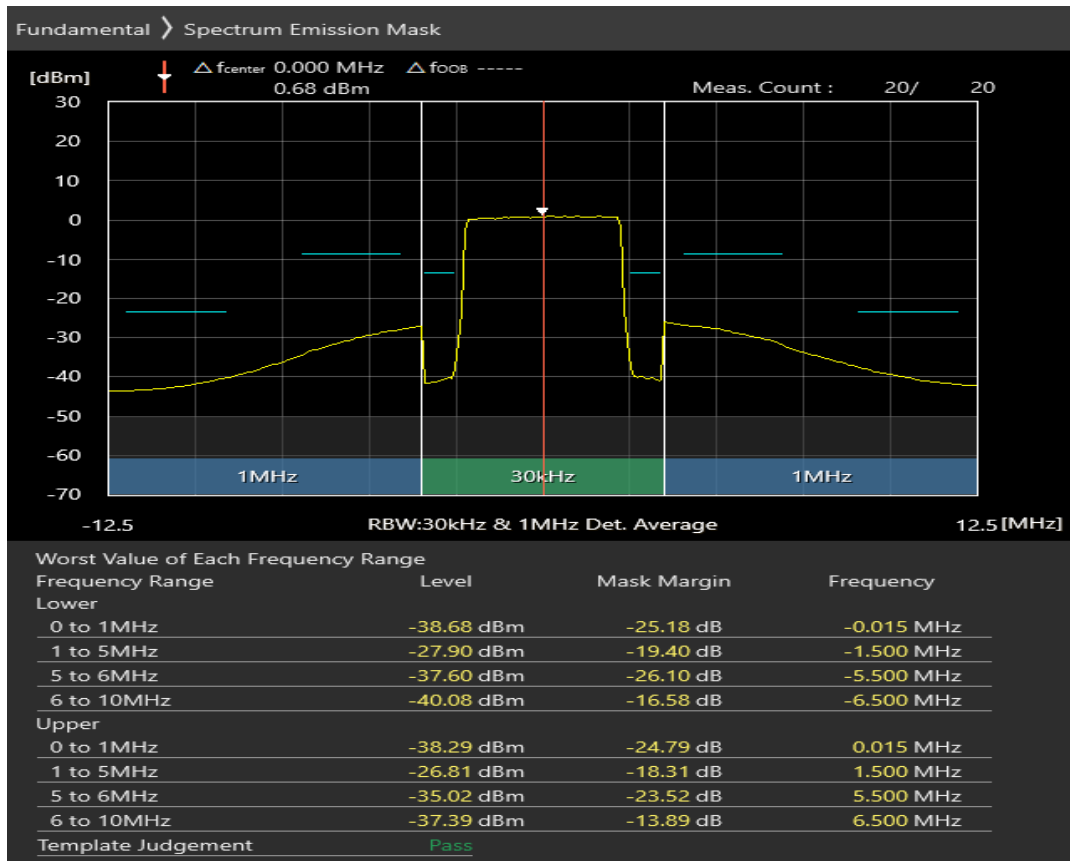 Fundamental ❯ Spectrum Emission Mask
[dBm] △ fcenter 0.000 MHz △ fOOB -----
0.68 dBm Meas. Count : 20/ 20
30
20
10
0
-10
-20
-30
-40
-50
-60
-70
1MHz 30kHz 1MHz
-12.5 RBW:30kHz & 1MHz Det. Average 12.5 [MHz]
Worst Value of Each Frequency Range
Frequency Range Level Mask Margin Frequency
Lower
0 to 1MHz -38.68 dBm -25.18 dB -0.015 MHz
1 to 5MHz -27.90 dBm -19.40 dB -1.500 MHz
5 to 6MHz -37.60 dBm -26.10 dB -5.500 MHz
6 to 10MHz -40.08 dBm -16.58 dB -6.500 MHz
Upper
0 to 1MHz -38.29 dBm -24.79 dB 0.015 MHz
1 to 5MHz -26.81 dBm -18.31 dB 1.500 MHz
5 to 6MHz -35.02 dBm -23.52 dB 5.500 MHz
6 to 10MHz -37.39 dBm -13.89 dB 6.500 MHz
Template Judgement Pass